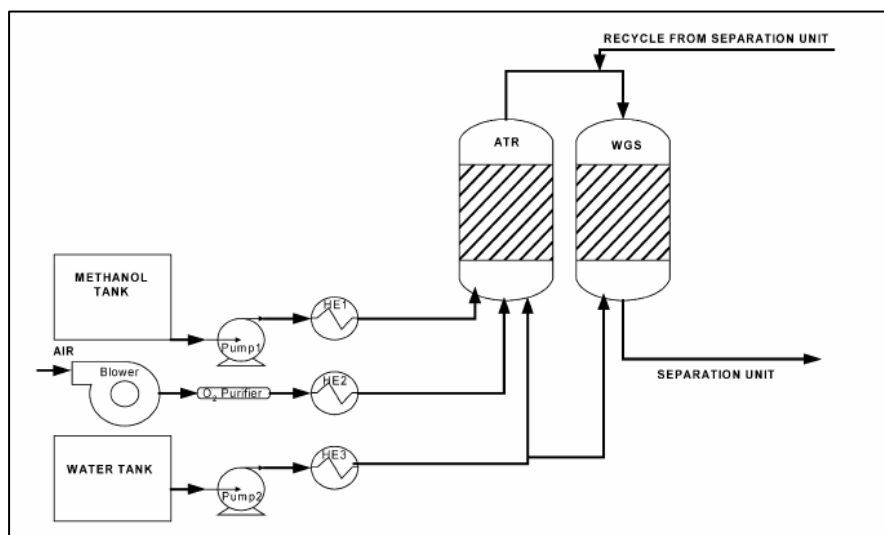 RECYCLE FROM SEPARATION UNIT
ATR
WGS
METHANOL
TANK
HE1
Pump1
AIR
Blower
O2 Purifier
HE2
SEPARATION UNIT
WATER TANK
HE3
Pump2